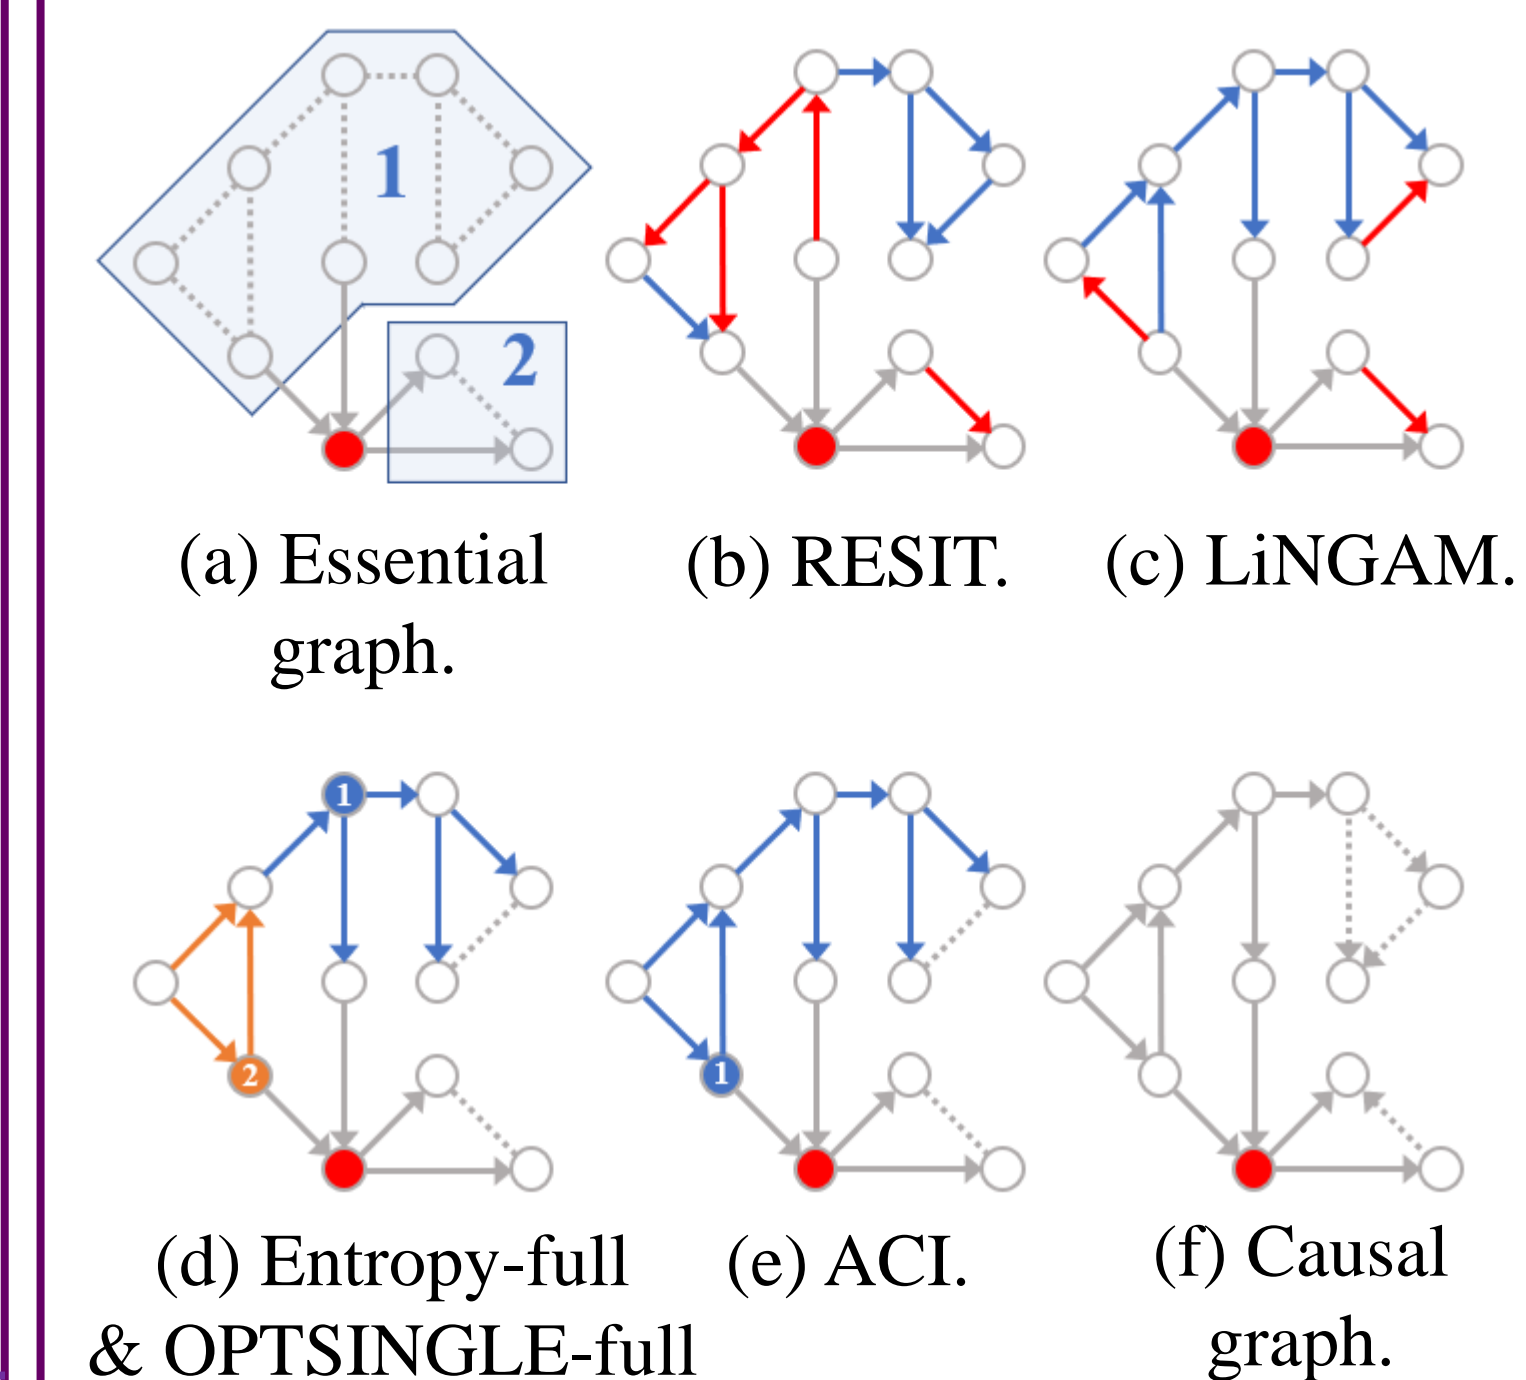 1
2
(a) Essential graph.
(b) RESIT.
(c) LiNGAM.
1
2
1
(d) Entropy-full
& OPTSINGLE-full
(e) ACI.
(f) Causal
graph.